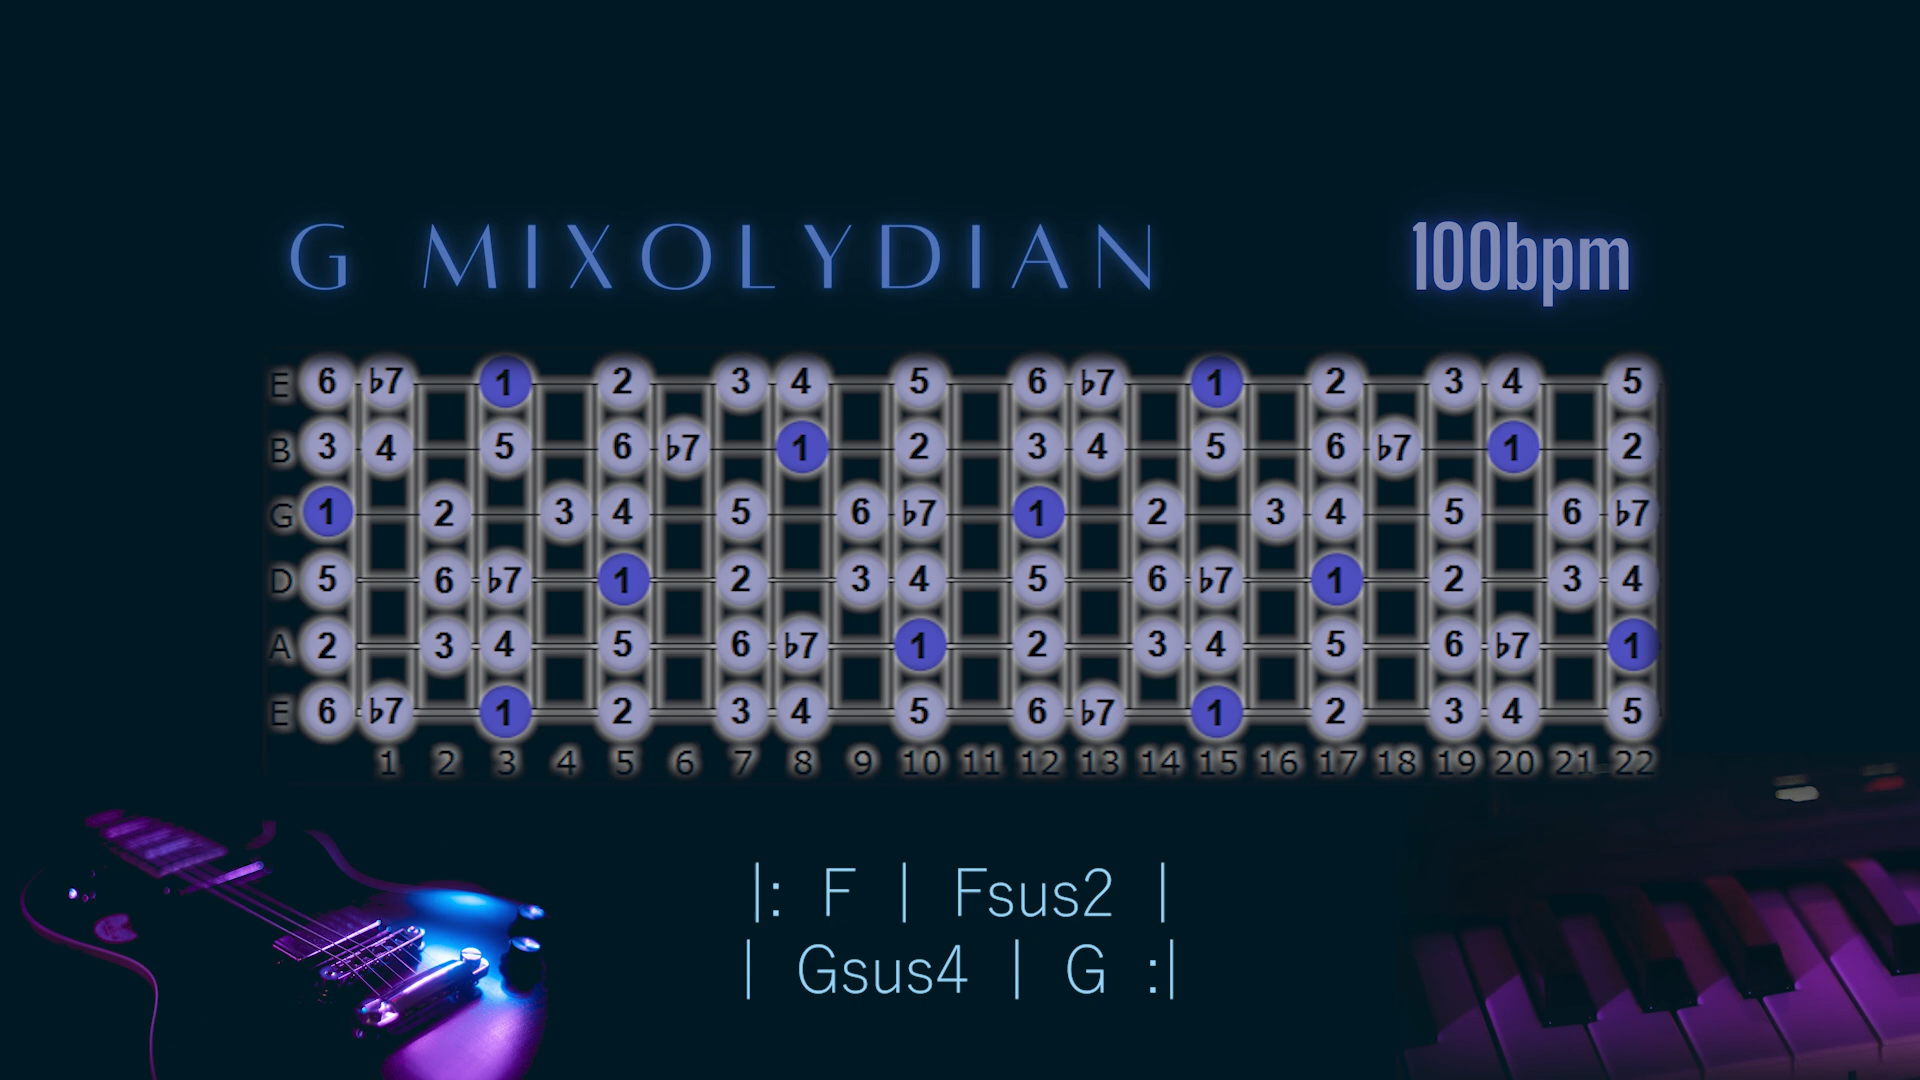 G MIXOLYDIAN 100bpm
E 6 ♭7 1 2 3 4 5 6 ♭7 1 2 3 4 5
B 3 4 5 6 ♭7 1 2 3 4 5 6 ♭7 1 2
G 1 2 3 4 5 6 ♭7 1 2 3 4 5 6 ♭7
D 5 6 ♭7 1 2 3 4 5 6 ♭7 1 2 3 4
A 2 3 4 5 6 ♭7 1 2 3 4 5 6 ♭7 1
E 6 ♭7 1 2 3 4 5 6 ♭7 1 2 3 4 5
1 2 3 4 5 6 7 8 9 10 11 12 13 14 15 16 17 18 19 20 21 22
|: F | Fsus2 |
| Gsus4 | G :|